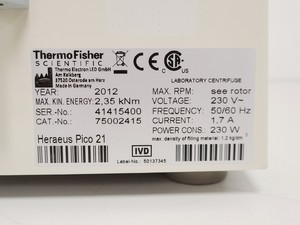 ThermoFisher
SCIENTIFIC
Thermo Electron LED GmbH
Am Kalkberg
37520 Osterode am Harz
Made in Germany
LABORATORY CENTRIFUGE
YEAR: 2012
MAX. KIN. ENERGY: 2,35 kNm
SER.-No.: 41415400
CAT.-No.: 75002415
Heraeus Pico 21
MAX. RPM: see rotor
VOLTAGE: 230 V~
FREQUENCY: 50/60 Hz
CURRENT: 1,7 A
POWER CONS.: 230 W
max. density of filling material: 1,2 kg/dm
IVD
Label-No.: 50137345